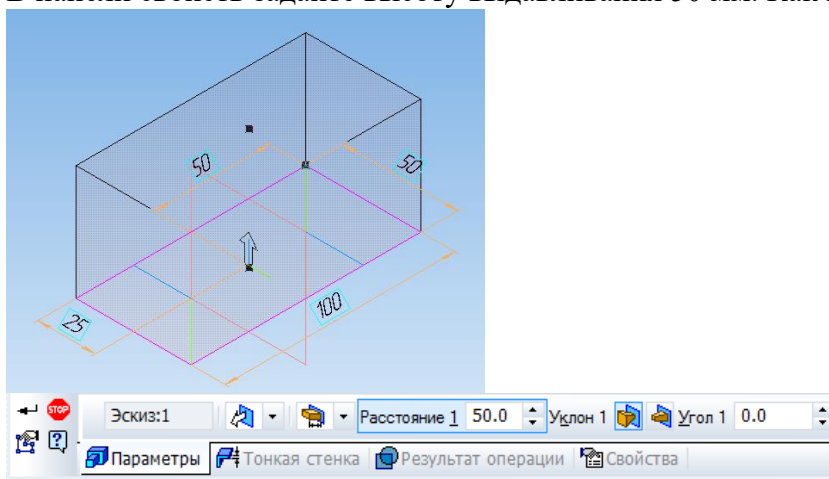 50
50
100
25
STOP
Эскиз:1 Расстояние 1 50.0 Уклон 1 Угол 1 0.0
Параметры Тонкая стенка Результат операции Свойства